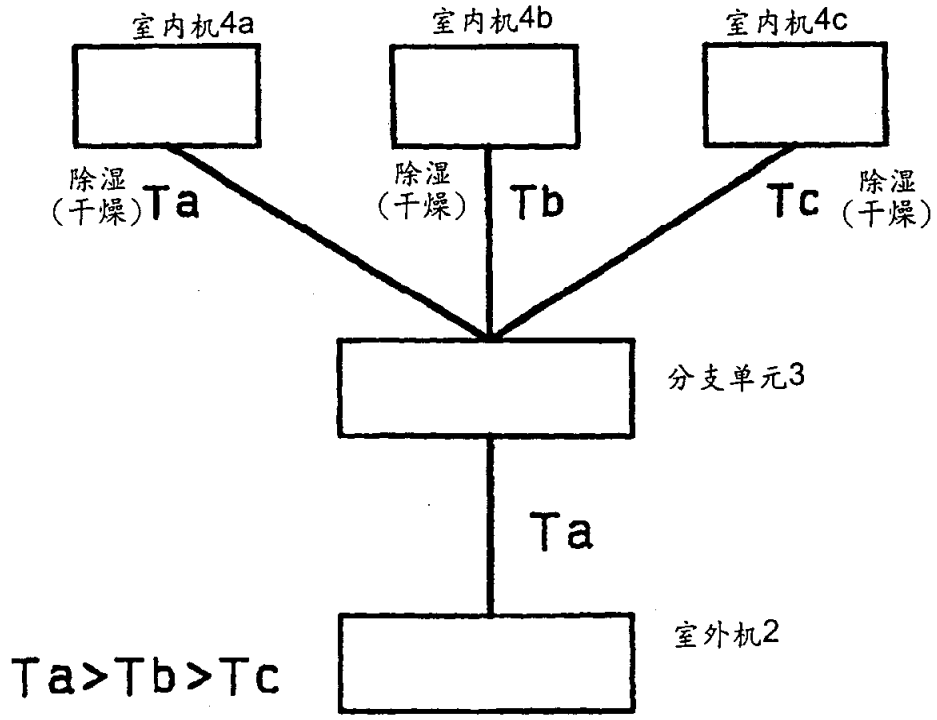 室内机4a
室内机4b
室内机4c
除湿
(干燥)
Ta
除湿
(干燥)
Tb
Tc
除湿
(干燥)
分支单元3
Ta
室外机2
Ta>Tb>Tc